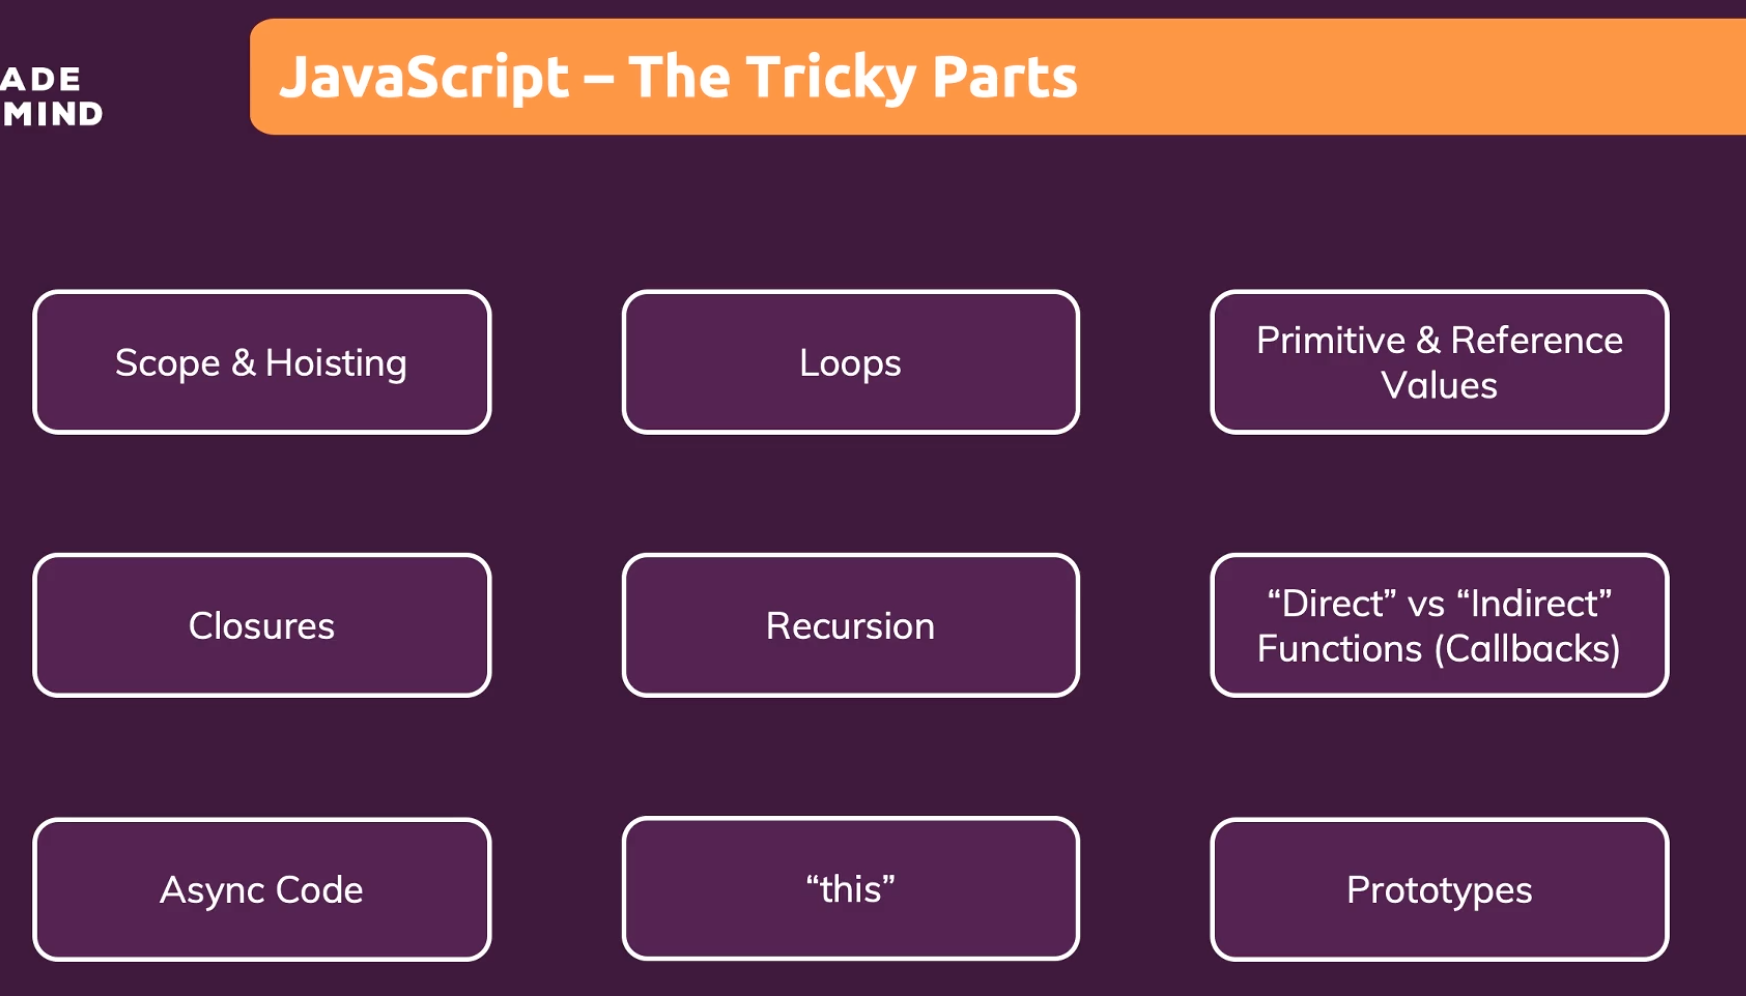 ADE
MIND
JavaScript – The Tricky Parts
Scope & Hoisting
Loops
Primitive & Reference
Values
Closures
Recursion
“Direct” vs “Indirect”
Functions (Callbacks)
Async Code
“this”
Prototypes